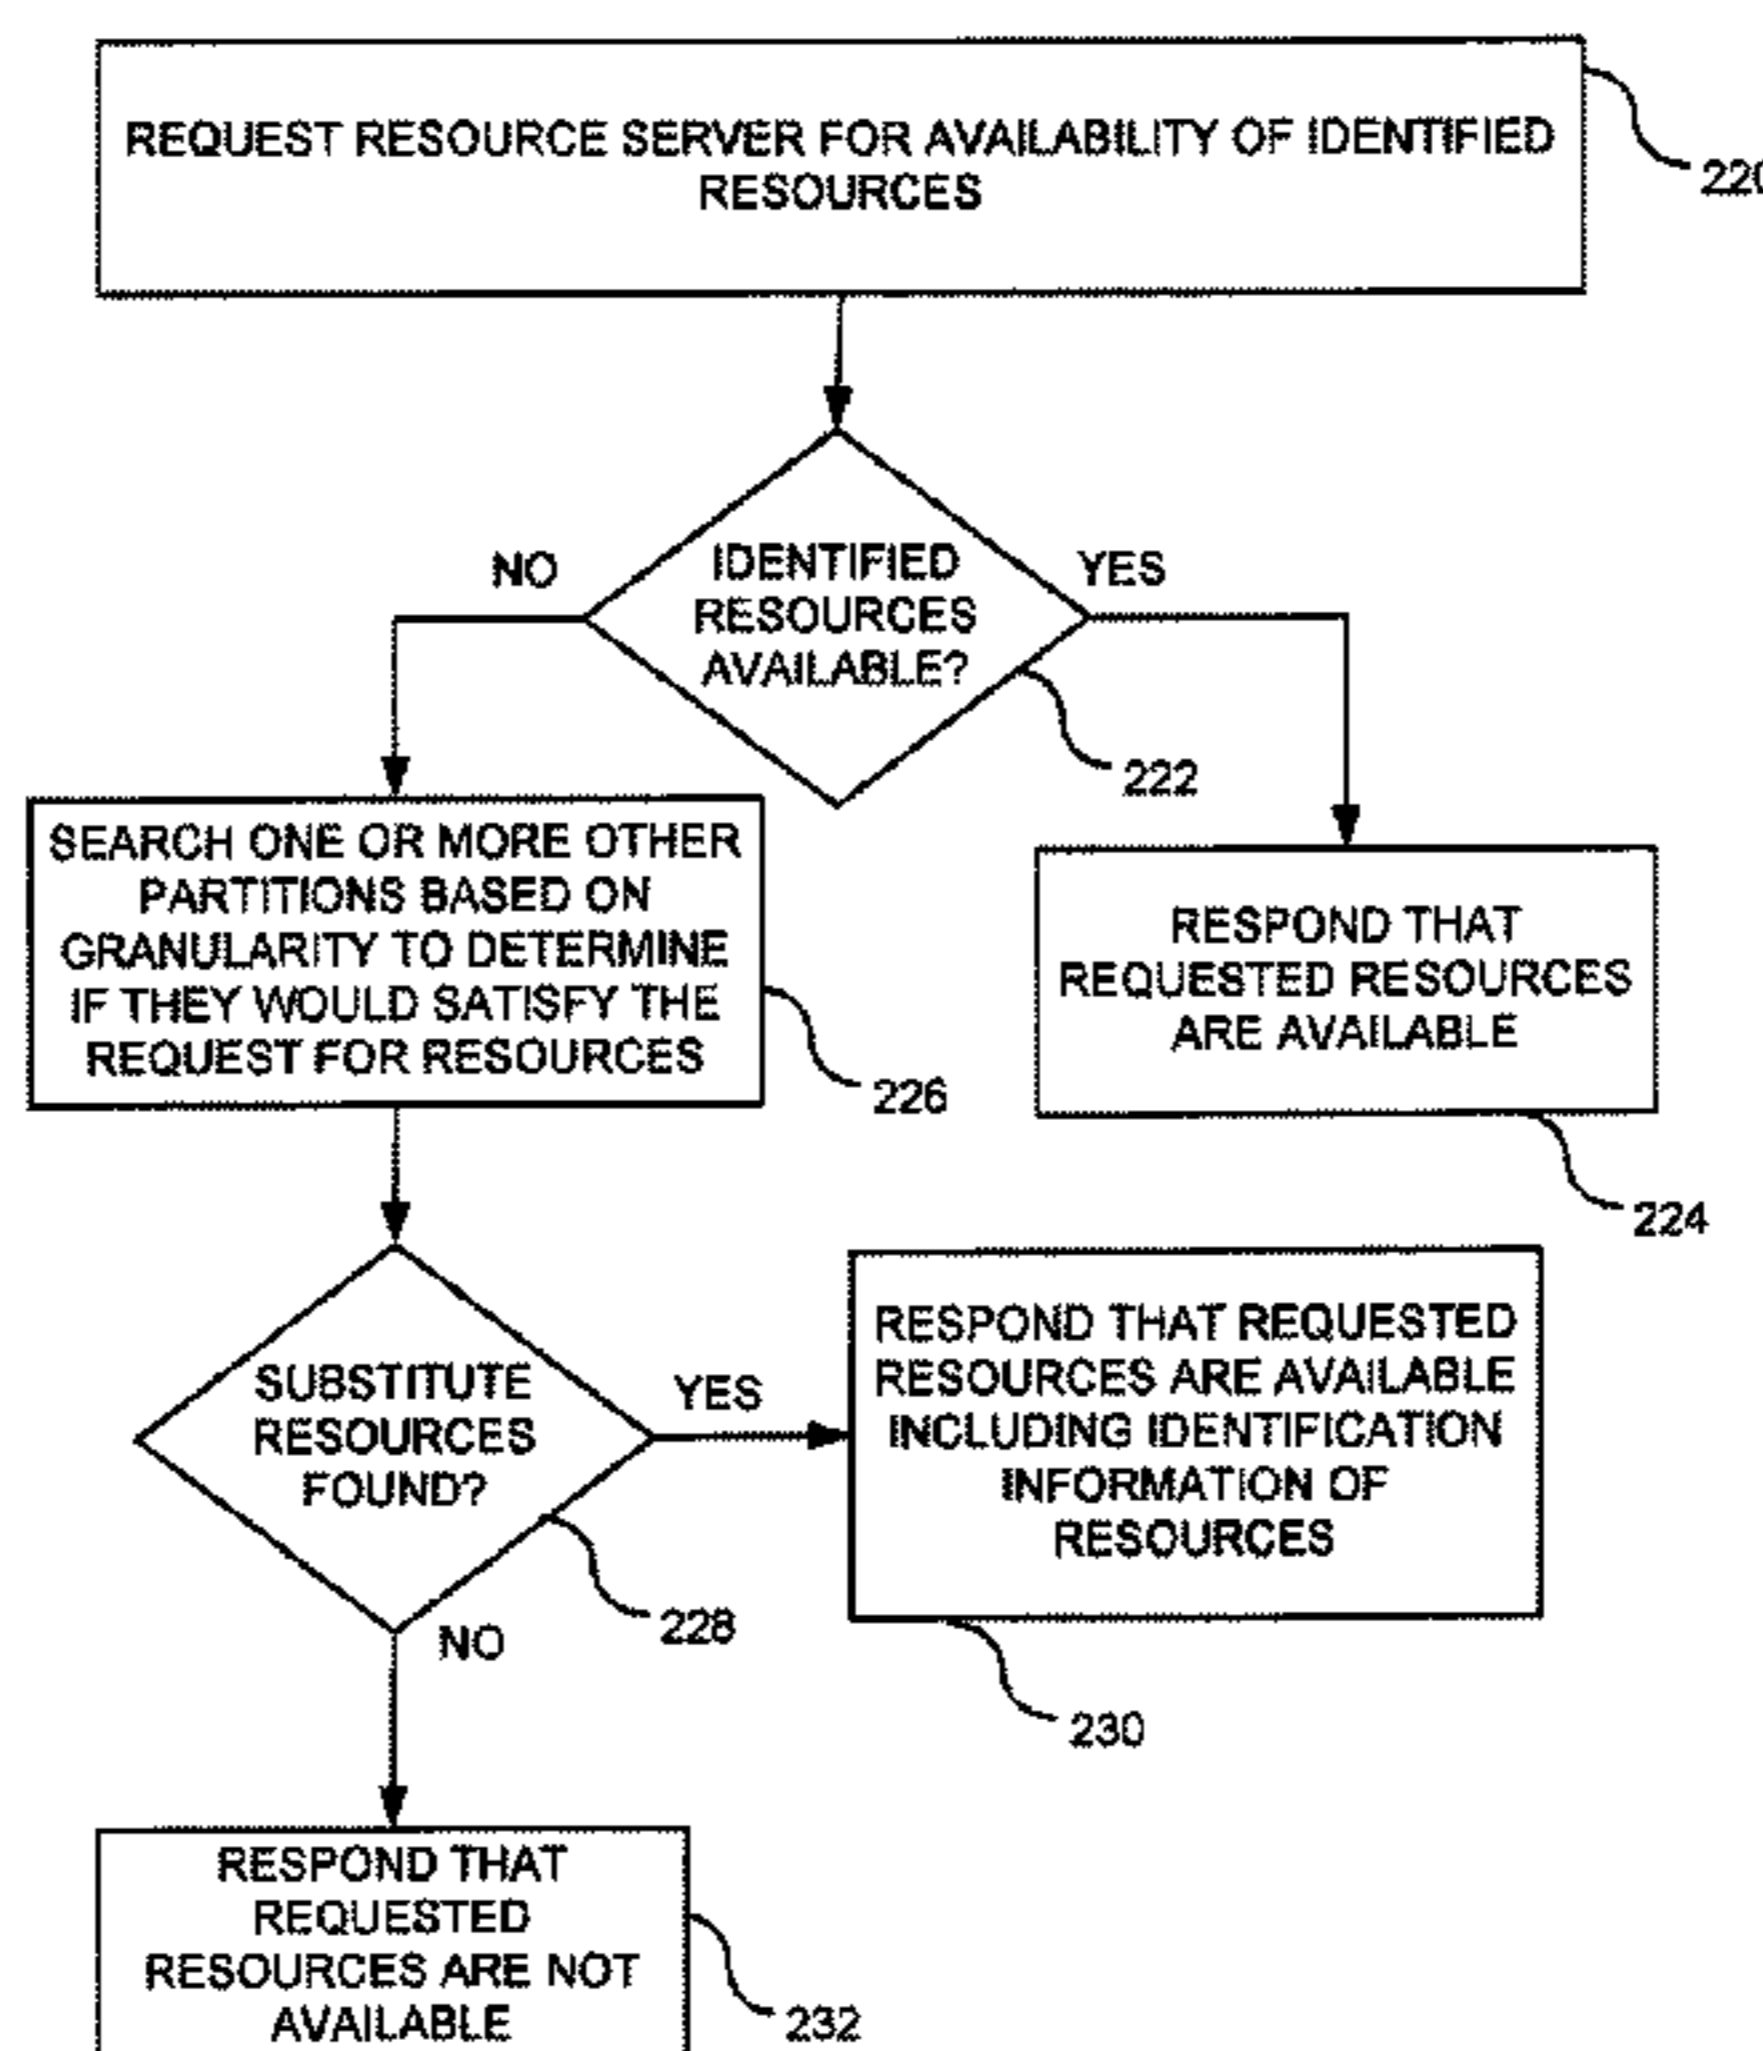 REQUEST RESOURCE SERVER FOR AVAILABILITY OF IDENTIFIED
RESOURCES
220
NO
IDENTIFIED
RESOURCES
AVAILABLE?
YES
222
SEARCH ONE OR MORE OTHER
PARTITIONS BASED ON
GRANULARITY TO DETERMINE
IF THEY WOULD SATISFY THE
REQUEST FOR RESOURCES
226
RESPOND THAT
REQUESTED RESOURCES
ARE AVAILABLE
224
SUBSTITUTE
RESOURCES
FOUND?
YES
228
NO
RESPOND THAT REQUESTED
RESOURCES ARE AVAILABLE
INCLUDING IDENTIFICATION
INFORMATION OF
RESOURCES
230
RESPOND THAT
REQUESTED
RESOURCES ARE NOT
AVAILABLE
232